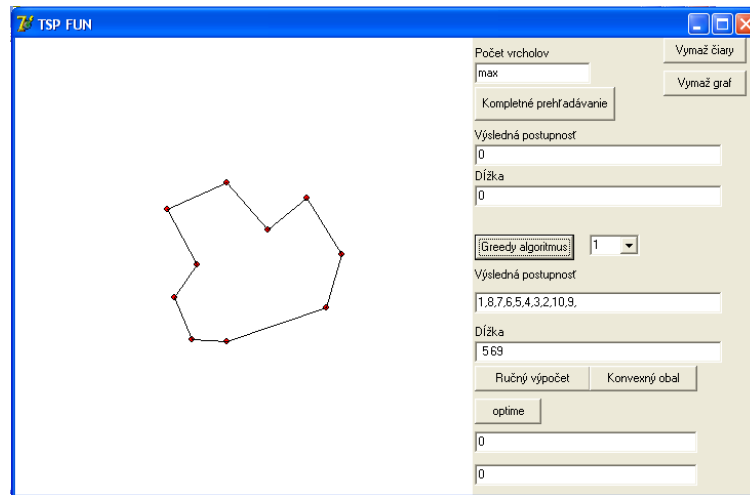 TSP FUN
Počet vrcholov
Vymaž čiary
max
Vymaž graf
Kompletné prehľadávanie
Výsledná postupnosť
0
Dĺžka
0
Greedy algoritmus
1
Výsledná postupnosť
1,8,7,6,5,4,3,2,10,9,
Dĺžka
569
Ručný výpočet
Konvexný obal
optime
0
0